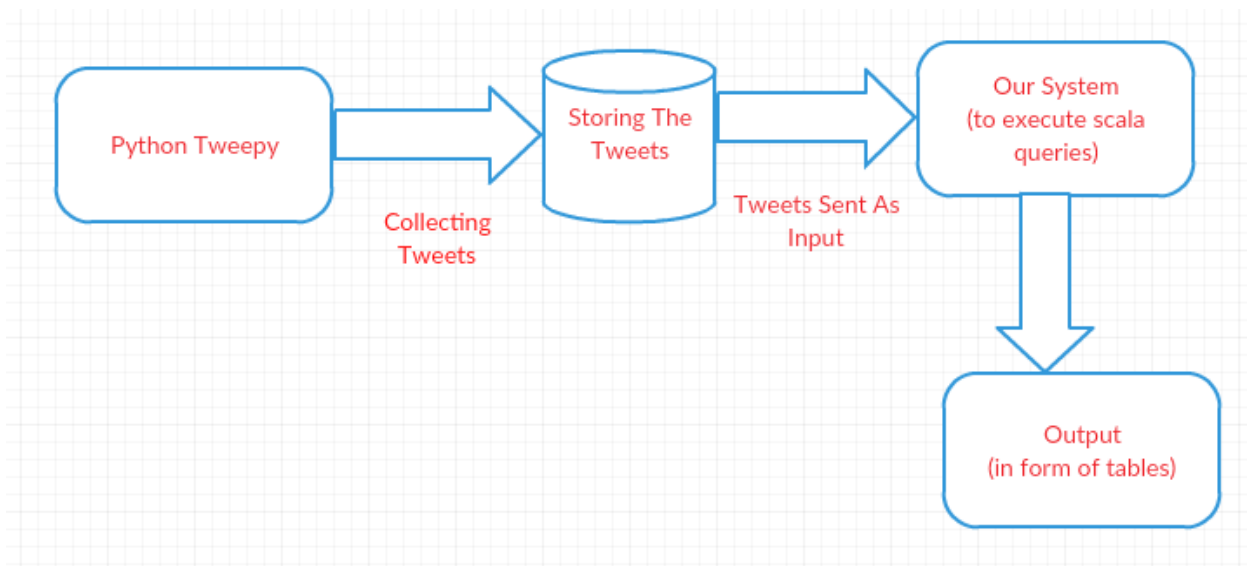 Python Tweepy
Collecting
Tweets
Storing The
Tweets
Tweets Sent As
Input
Our System
(to execute scala
queries)
Output
(in form of tables)